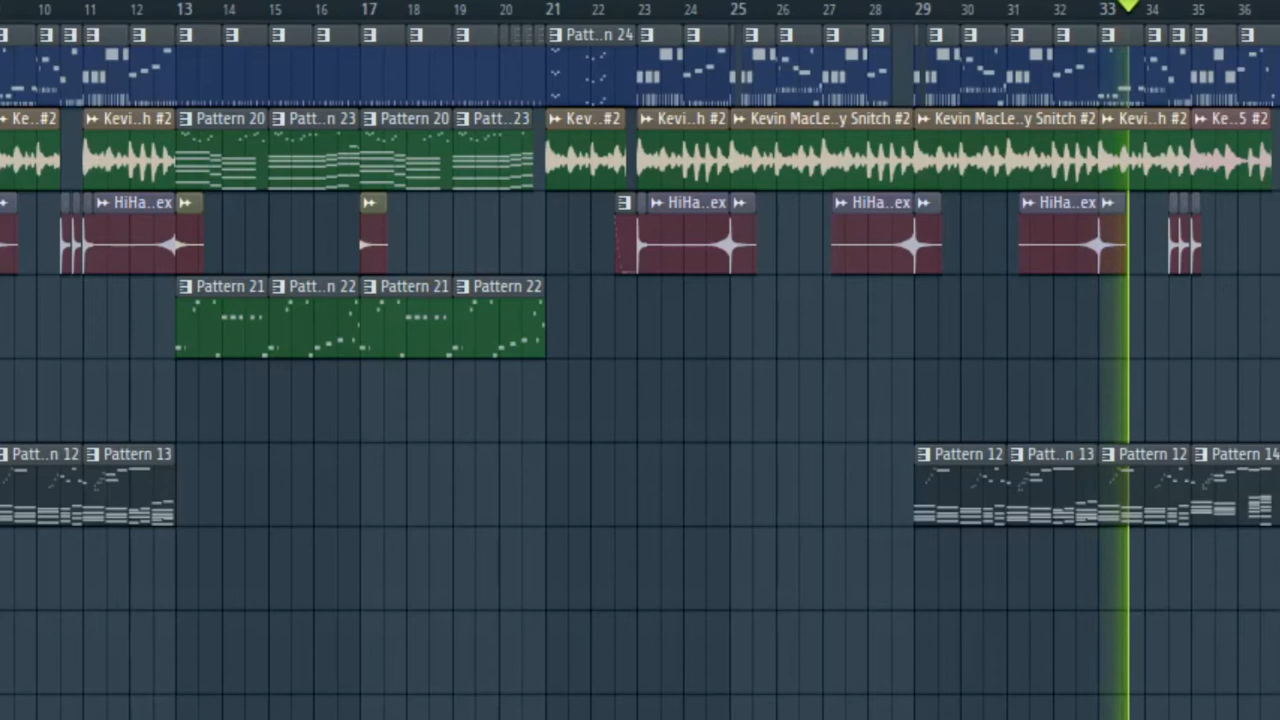 10 11 12 13 14 15 16 17 18 19 20 21 22 23 24 25 26 27 28 29 30 31 32 33 34 35 36
Patt..n 24
Ke..#2 Kevi..h #2 Pattern 20 Patt..n 23 Pattern 20 Patt..23 Kev..#2 Kevi..h #2 Kevin MacLe..y Snitch #2 Kevin MacLe..y Snitch #2 Kevi..h #2 Ke..5 #2
HiHa..ex HiHa..ex HiHa..ex HiHa..ex
Pattern 21 Patt..n 22 Pattern 21 Pattern 22
Patt..n 12 Pattern 13 Pattern 12 Patt..n 13 Pattern 12 Pattern 14